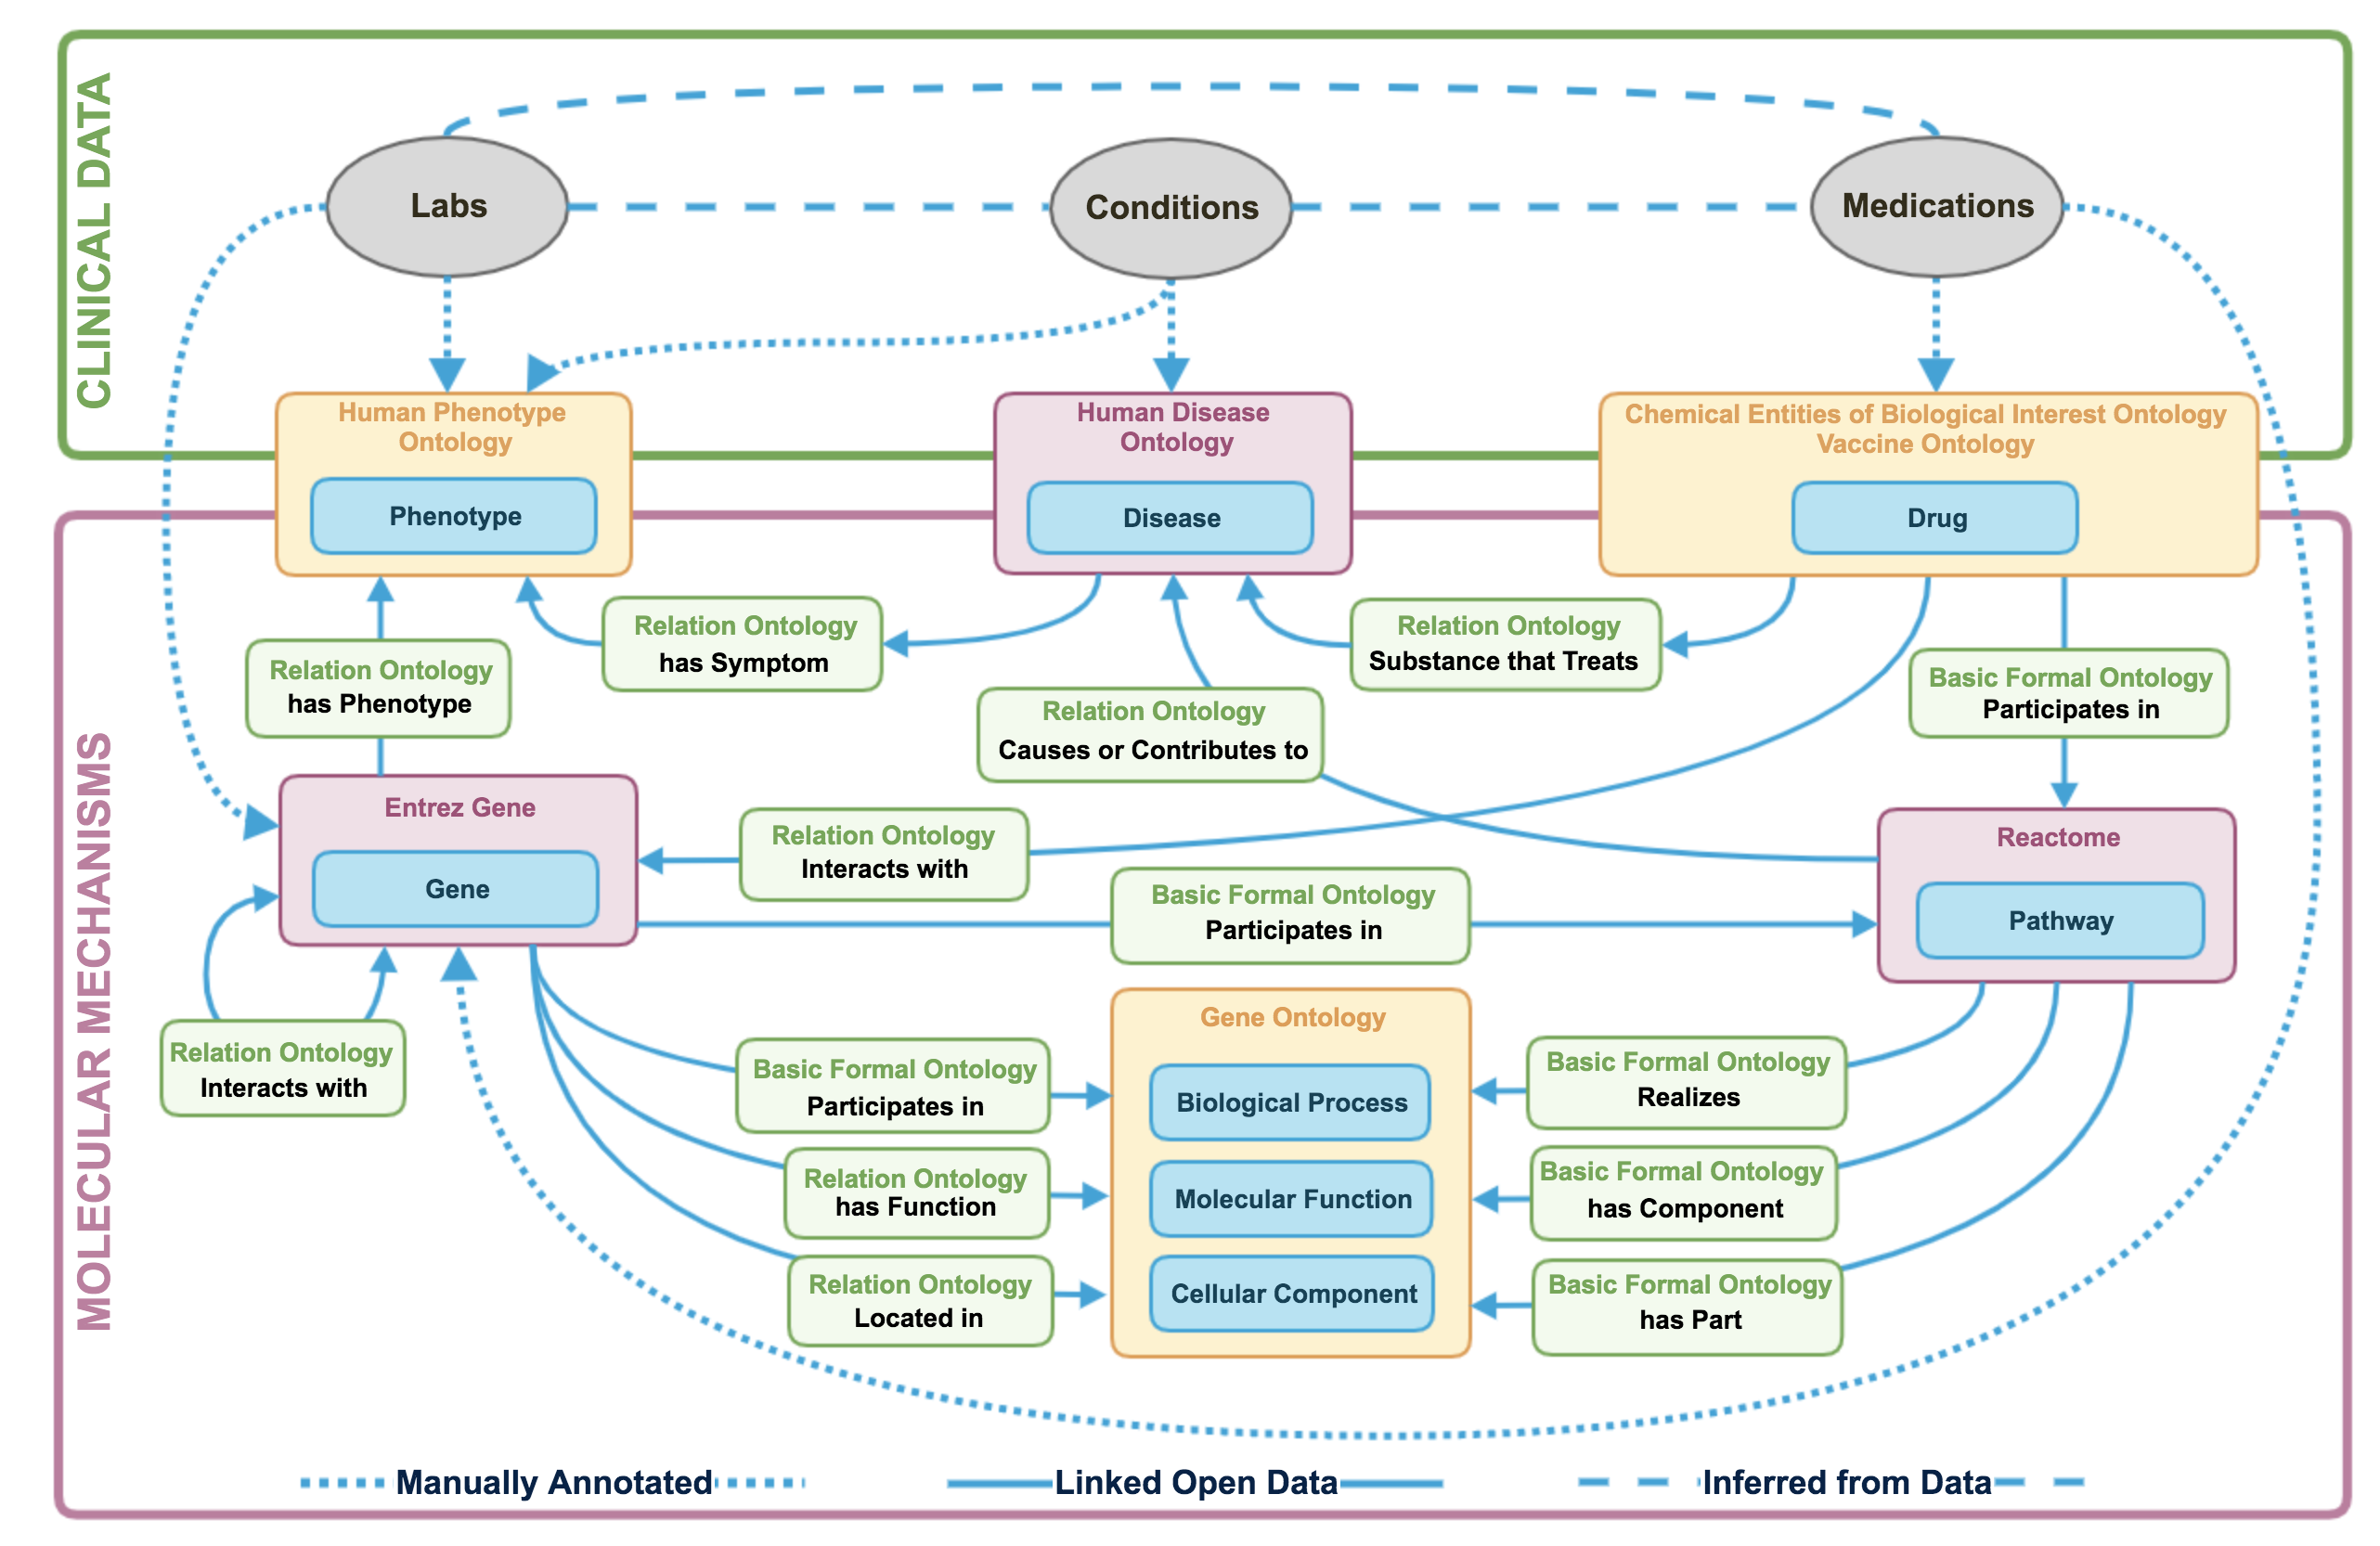 CLINICAL DATA
Labs
Conditions
Medications
Human Phenotype
Ontology
Phenotype
Human Disease
Ontology
Disease
Chemical Entities of Biological Interest Ontology
Vaccine Ontology
Drug
MOLECULAR MECHANISMS
Relation Ontology
has Phenotype
Relation Ontology
has Symptom
Relation Ontology
Causes or Contributes to
Relation Ontology
Substance that Treats
Basic Formal Ontology
Participates in
Entrez Gene
Gene
Relation Ontology
Interacts with
Basic Formal Ontology
Participates in
Reactome
Pathway
Relation Ontology
Interacts with
Basic Formal Ontology
Participates in
Relation Ontology
has Function
Relation Ontology
Located in
Gene Ontology
Biological Process
Molecular Function
Cellular Component
Basic Formal Ontology
Realizes
Basic Formal Ontology
has Component
Basic Formal Ontology
has Part
Manually Annotated
Linked Open Data
Inferred from Data